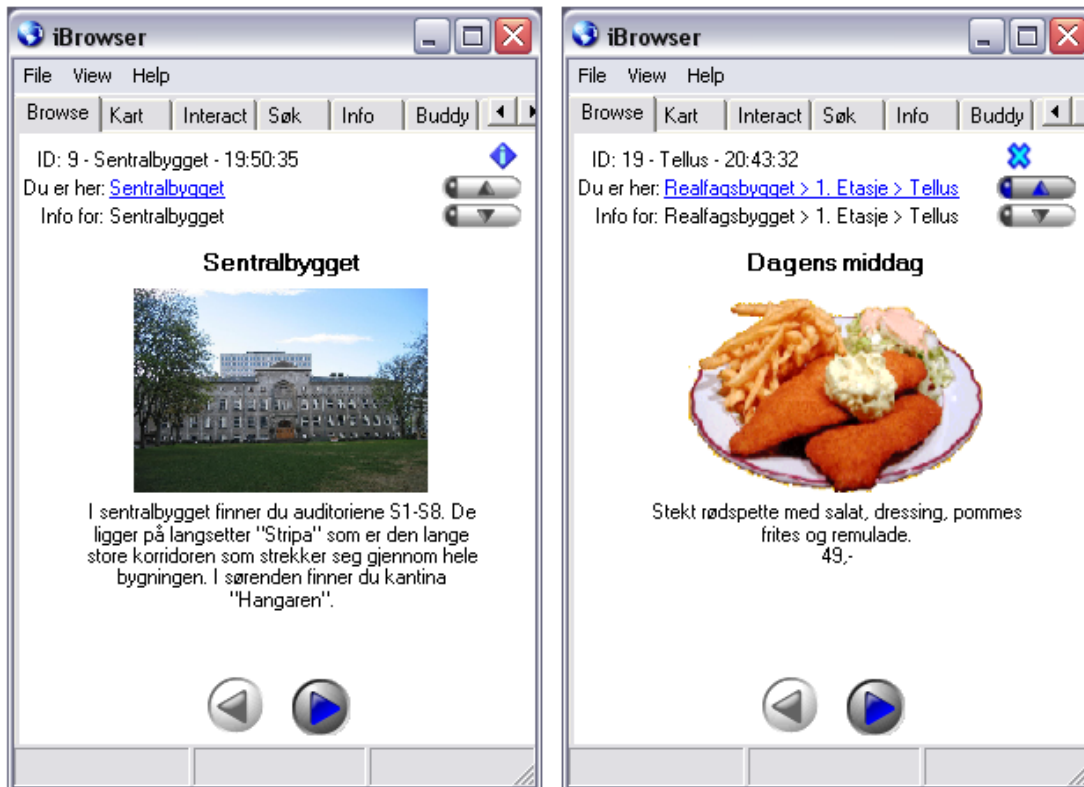 iBrowser
File View Help
Browse Kart Interact Søk Info Buddy
ID: 9 - Sentralbygget - 19:50:35
Du er her: Sentralbygget
Info for: Sentralbygget
Sentralbygget
I sentralbygget finner du auditoriene S1-S8. De
ligger på langsetter "Stripa" som er den lange
store korridoren som strekker seg gjennom hele
bygningen. I sørenden finner du kantina
"Hangaren".
iBrowser
File View Help
Browse Kart Interact Søk Info Buddy
ID: 19 - Tellus - 20:43:32
Du er her: Realfagsbygget > 1. Etasje > Tellus
Info for: Realfagsbygget > 1. Etasje > Tellus
Dagens middag
Stekt rødspette med salat, dressing, pommes
frites og remulade.
49,-